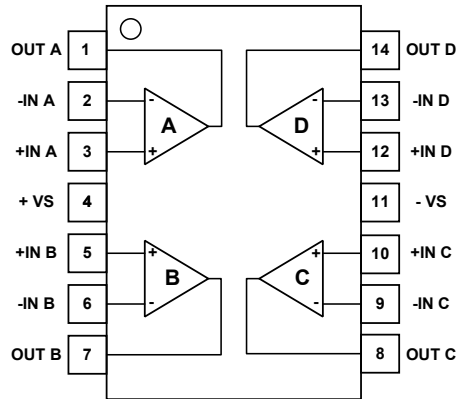 OUT A 1 14 OUT D
-IN A 2 - - 13 -IN D
A D
+IN A 3 + + 12 +IN D
+ VS 4 11 - VS
+IN B 5 + + 10 +IN C
B C
-IN B 6 - - 9 -IN C
OUT B 7 8 OUT C